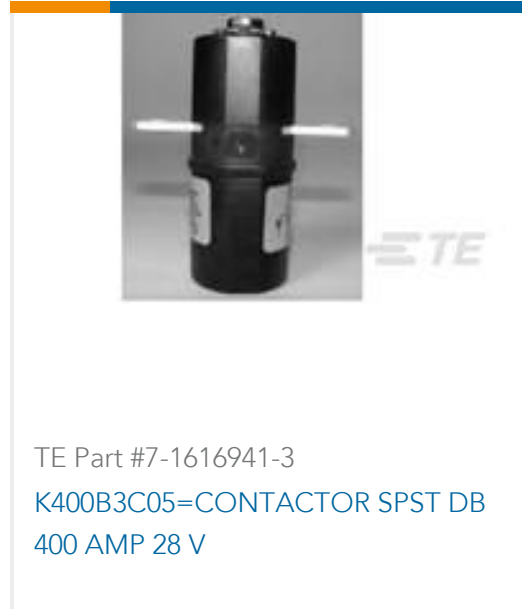 TE
TE Part #7-1616941-3
K400B3C05=CONTACTOR SPST DB
400 AMP 28 V